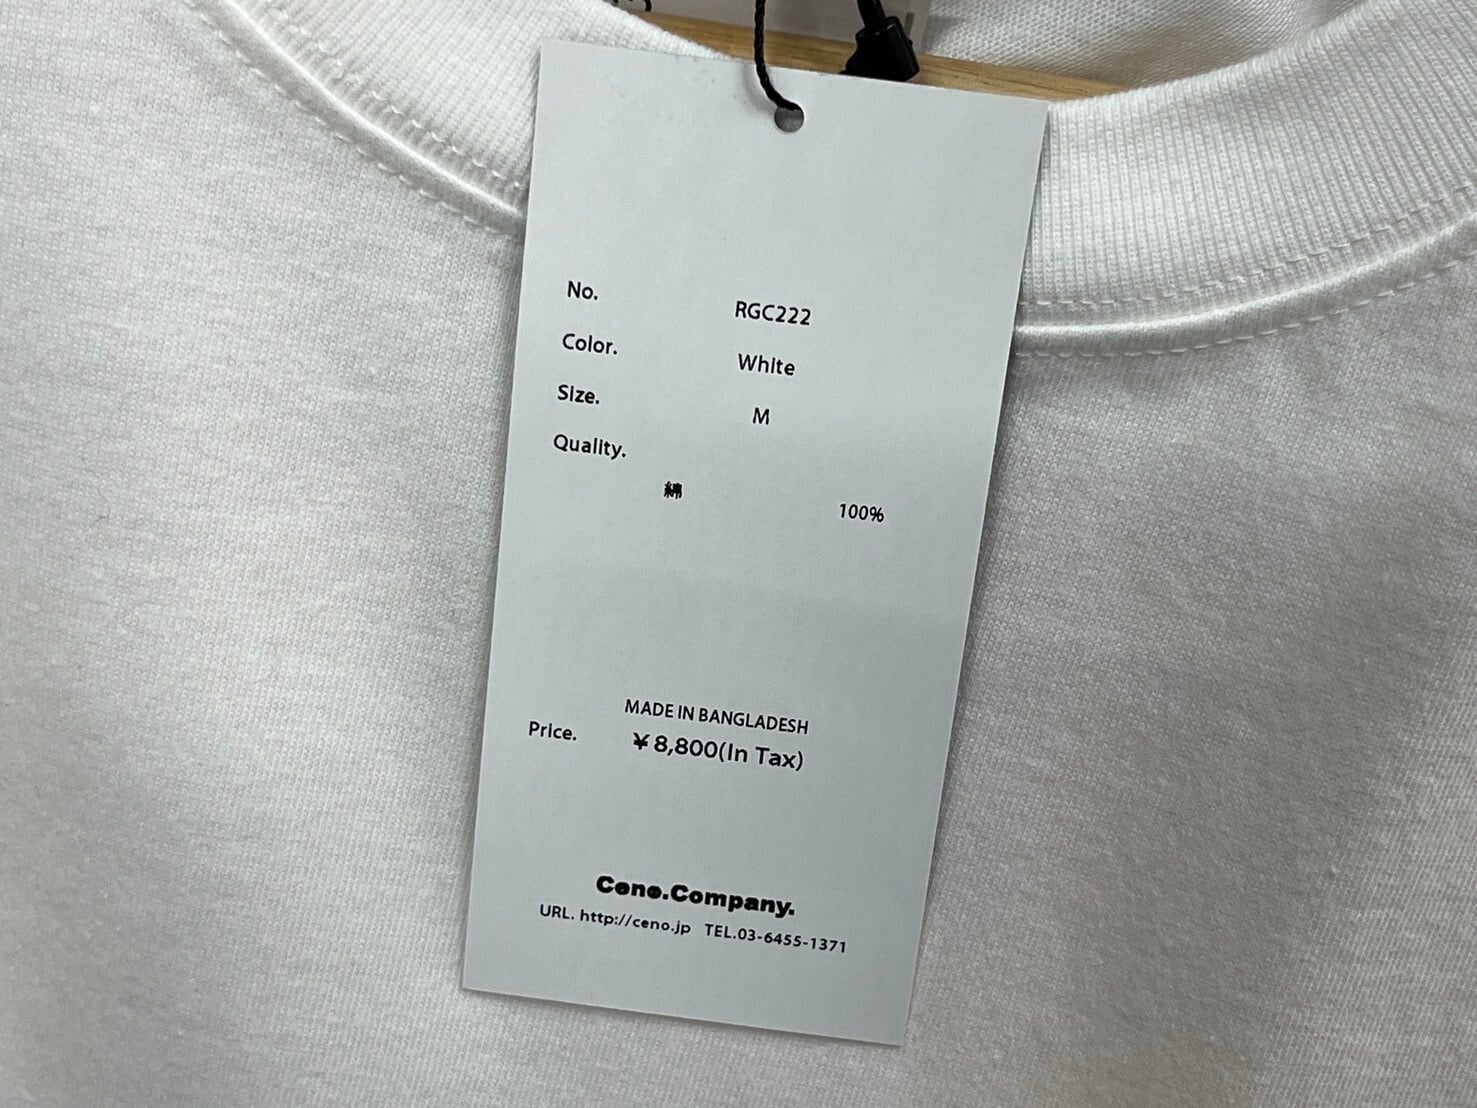 No. RGC222
Color. White
Size. M
Quality.
綿 100%
MADE IN BANGLADESH
Price. ¥8,800(In Tax)
Ceno.Company.
URL. http://ceno.jp TEL.03-6455-1371